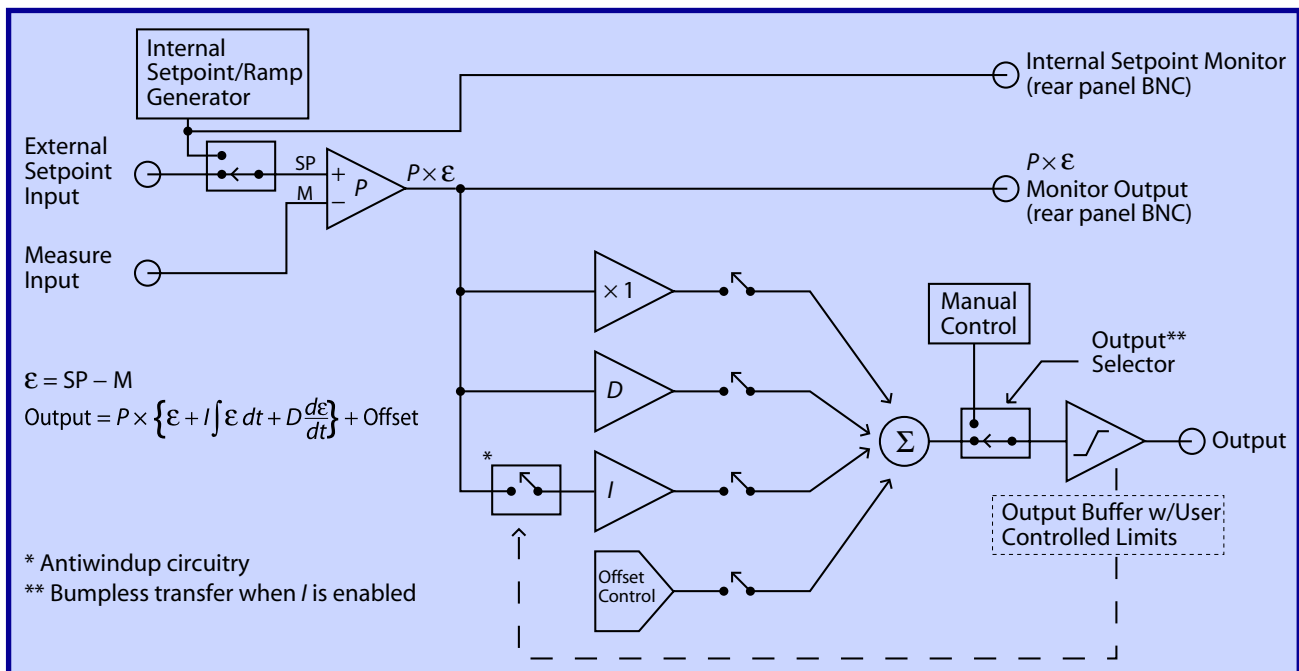 Internal
Setpoint/Ramp
Generator
Internal Setpoint Monitor
(rear panel BNC)
External
Setpoint
Input
SP
+
P
M
−
P × ε
P × ε
Monitor Output
(rear panel BNC)
Measure
Input
× 1
Manual
Control
Output**
Selector
ε = SP – M
Output = P × {ε + I∫ε dt + D dε/dt} + Offset
D
Σ
Output
*
I
Output Buffer w/User
Controlled Limits
* Antiwindup circuitry
** Bumpless transfer when I is enabled
Offset
Control